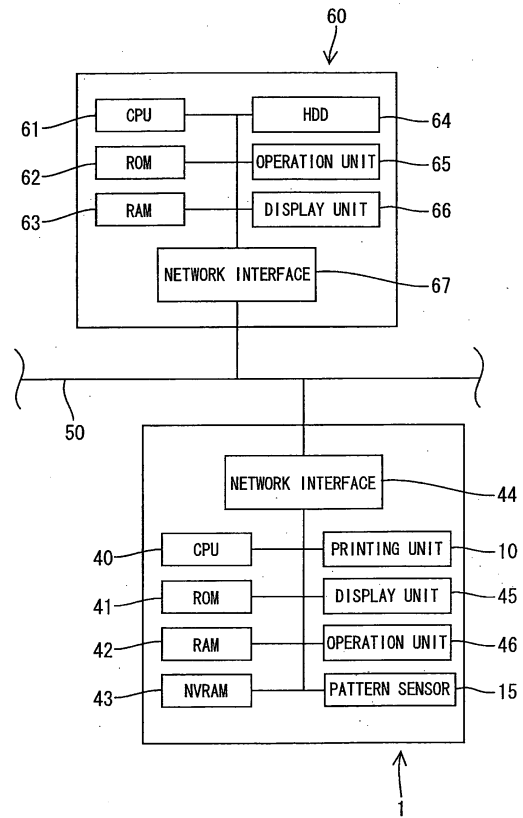 60
61 CPU HDD 64
62 ROM OPERATION UNIT 65
63 RAM DISPLAY UNIT 66
NETWORK INTERFACE 67
50
NETWORK INTERFACE 44
40 CPU PRINTING UNIT 10
41 ROM DISPLAY UNIT 45
42 RAM OPERATION UNIT 46
43 NVRAM PATTERN SENSOR 15
1